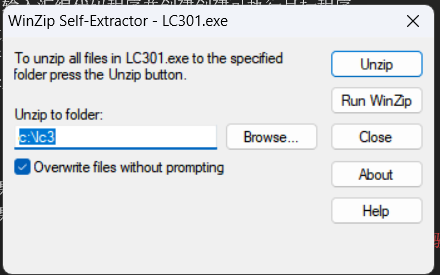 WinZip Self-Extractor - LC301.exe
To unzip all files in LC301.exe to the specified
folder press the Unzip button.
Unzip to folder:
c:\lc3
Browse...
Overwrite files without prompting
Unzip
Run WinZip
Close
About
Help